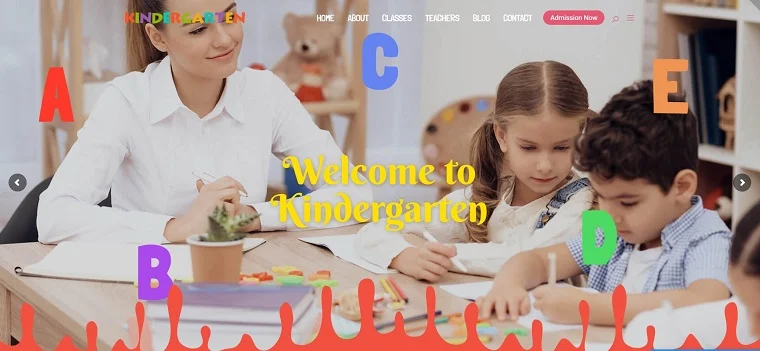 KINDERGARTEN
HOME ABOUT CLASSES TEACHERS BLOG CONTACT Admission Now
C
A
E
Welcome to
Kindergarten
D
B